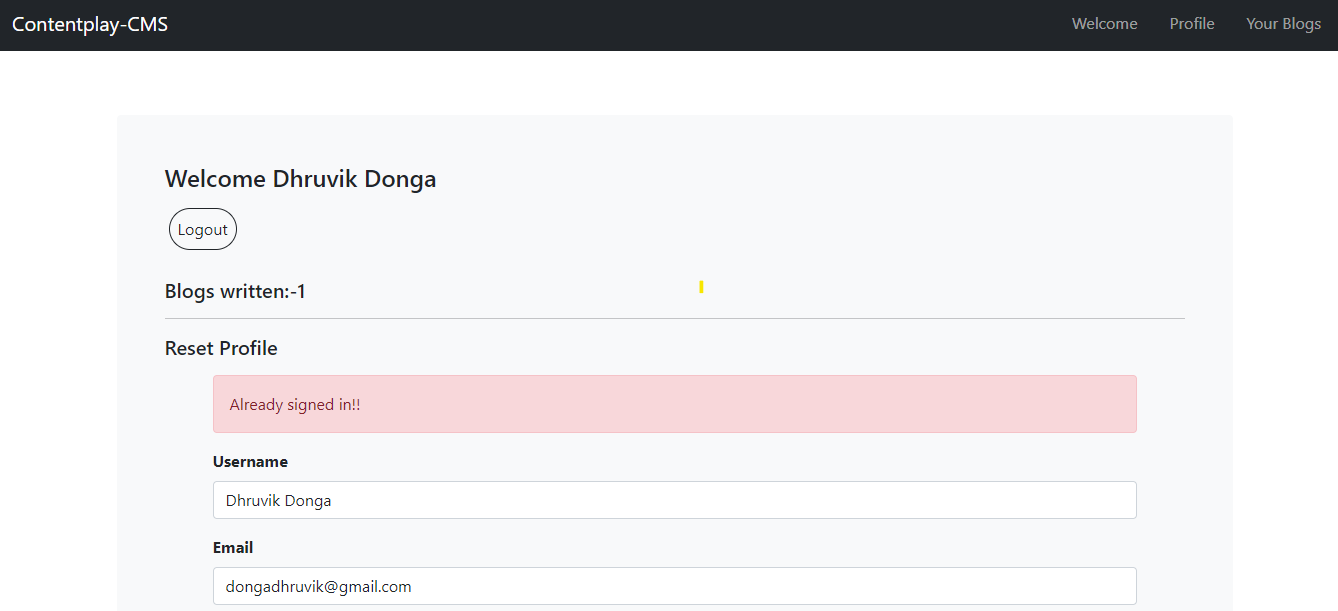 Contentplay-CMS Welcome Profile Your Blogs
Welcome Dhruvik Donga
Logout
Blogs written:-1
Reset Profile
Already signed in!!
Username
Dhruvik Donga
Email
dongadhruvik@gmail.com